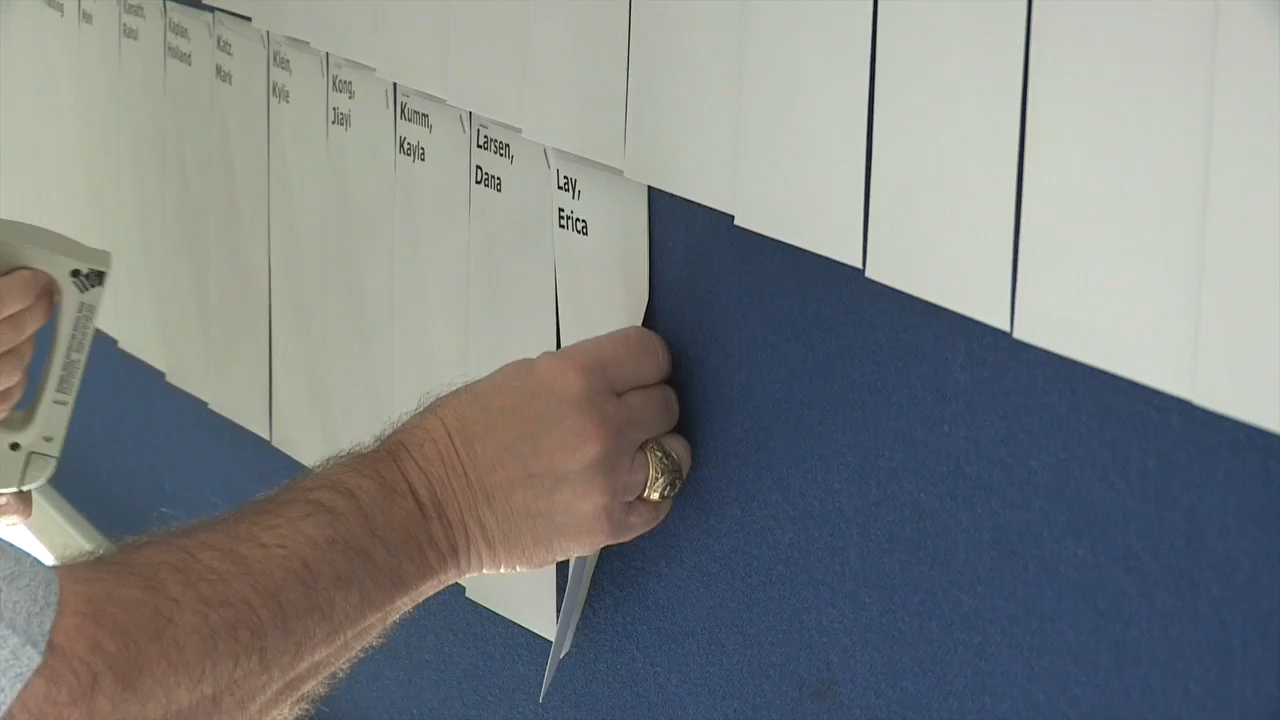 Kaplan,
Holland
Katz,
Mark
Klein,
Kylie
Kong,
Jiayi
Kumm,
Kayla
Larsen,
Dana
Lay,
Erica